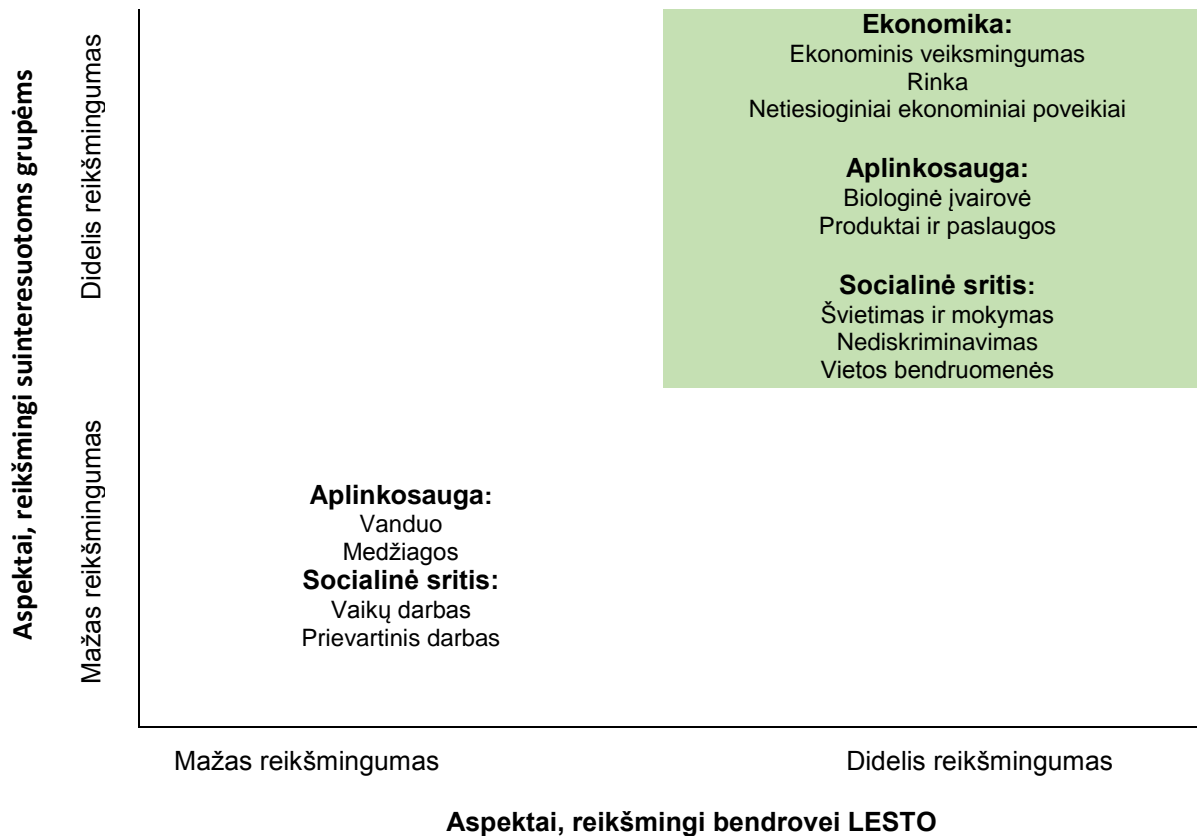 Aspektai, reikšmingi suinteresuotoms grupėms
Didelis reikšmingumas
Mažas reikšmingumas
Ekonomika:
Ekonominis veiksmingumas
Rinka
Netiesioginiai ekonominiai poveikiai
Aplinkosauga:
Biologinė įvairovė
Produktai ir paslaugos
Socialinė sritis:
Švietimas ir mokymas
Nediskriminavimas
Vietos bendruomenės
Aplinkosauga:
Vanduo
Medžiagos
Socialinė sritis:
Vaikų darbas
Prievartinis darbas
Mažas reikšmingumas
Didelis reikšmingumas
Aspektai, reikšmingi bendrovei LESTO